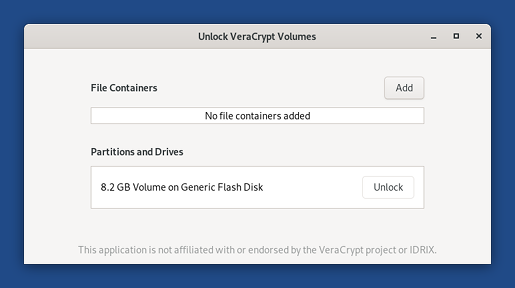 Unlock VeraCrypt Volumes
File Containers
Add
No file containers added
Partitions and Drives
8.2 GB Volume on Generic Flash Disk
Unlock
This application is not affiliated with or endorsed by the VeraCrypt project or IDRIX.